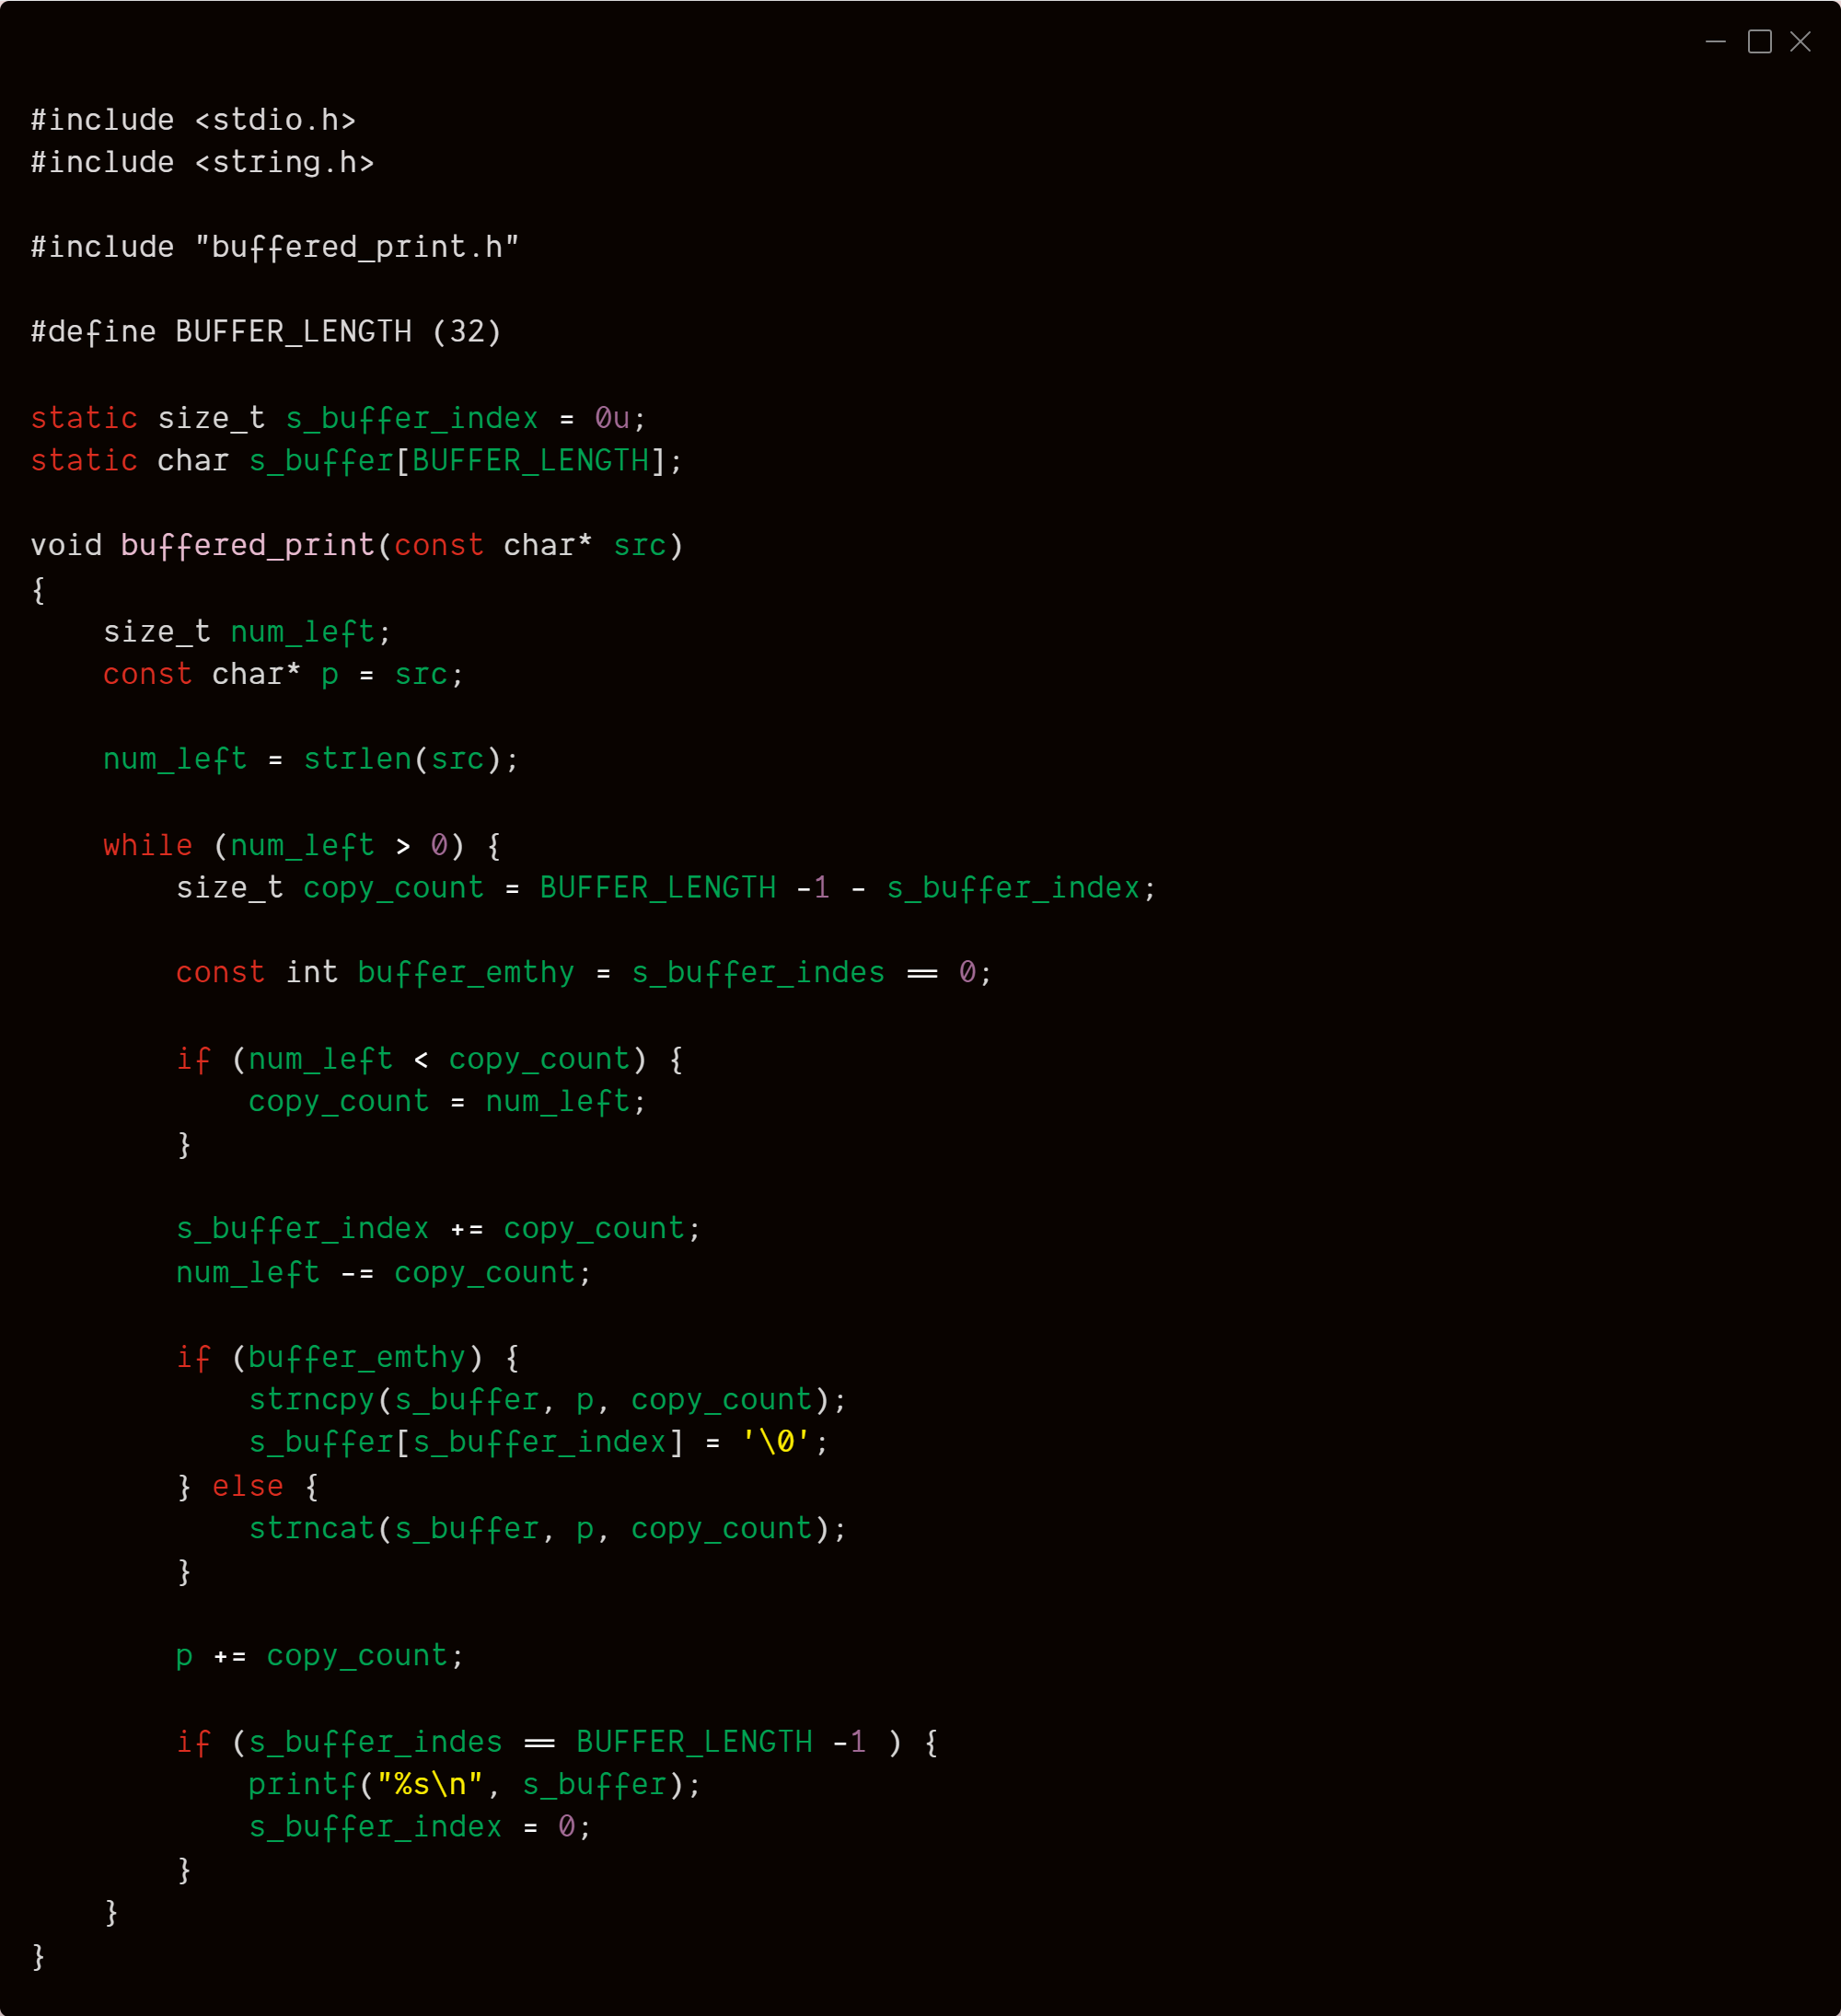 #include <stdio.h>
#include <string.h>

#include "buffered_print.h"

#define BUFFER_LENGTH (32)

static size_t s_buffer_index = 0u;
static char s_buffer[BUFFER_LENGTH];

void buffered_print(const char* src)
{
    size_t num_left;
    const char* p = src;

    num_left = strlen(src);

    while (num_left > 0) {
        size_t copy_count = BUFFER_LENGTH -1 - s_buffer_index;

        const int buffer_emthy = s_buffer_indes == 0;

        if (num_left < copy_count) {
            copy_count = num_left;
        }

        s_buffer_index += copy_count;
        num_left -= copy_count;

        if (buffer_emthy) {
            strncpy(s_buffer, p, copy_count);
            s_buffer[s_buffer_index] = '\0';
        } else {
            strncat(s_buffer, p, copy_count);
        }

        p += copy_count;

        if (s_buffer_indes == BUFFER_LENGTH -1 ) {
            printf("%s\n", s_buffer);
            s_buffer_index = 0;
        }
    }
}